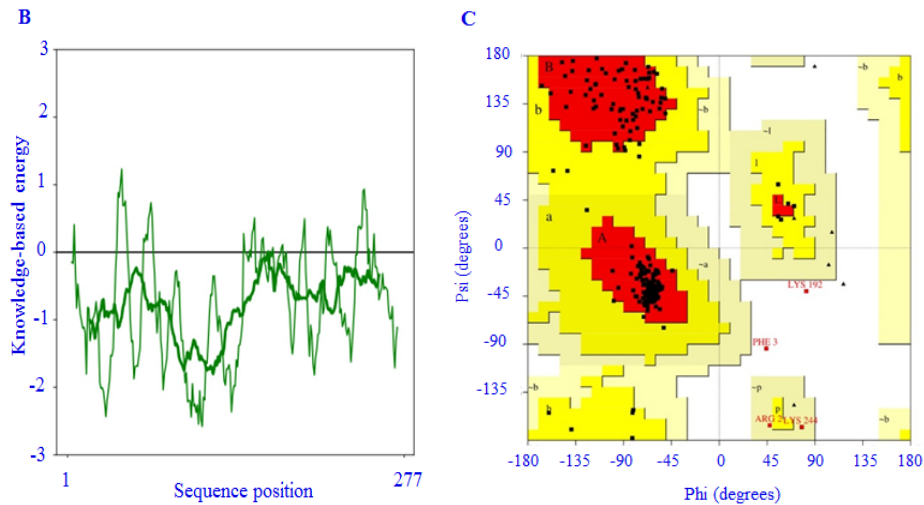 B
Knowledge-based energy
3
2
1
0
-1
-2
-3
1
277
Sequence position
C
Psi (degrees)
180
135
90
45
0
-45
-90
-135
B
b
~b
b
~b
~l
l
L
a
A
~a
LYS 192
PHE 3
~b
b
~p
p
ARG 2
LYS 244
~b
-180
-135
-90
-45
0
45
90
135
180
Phi (degrees)